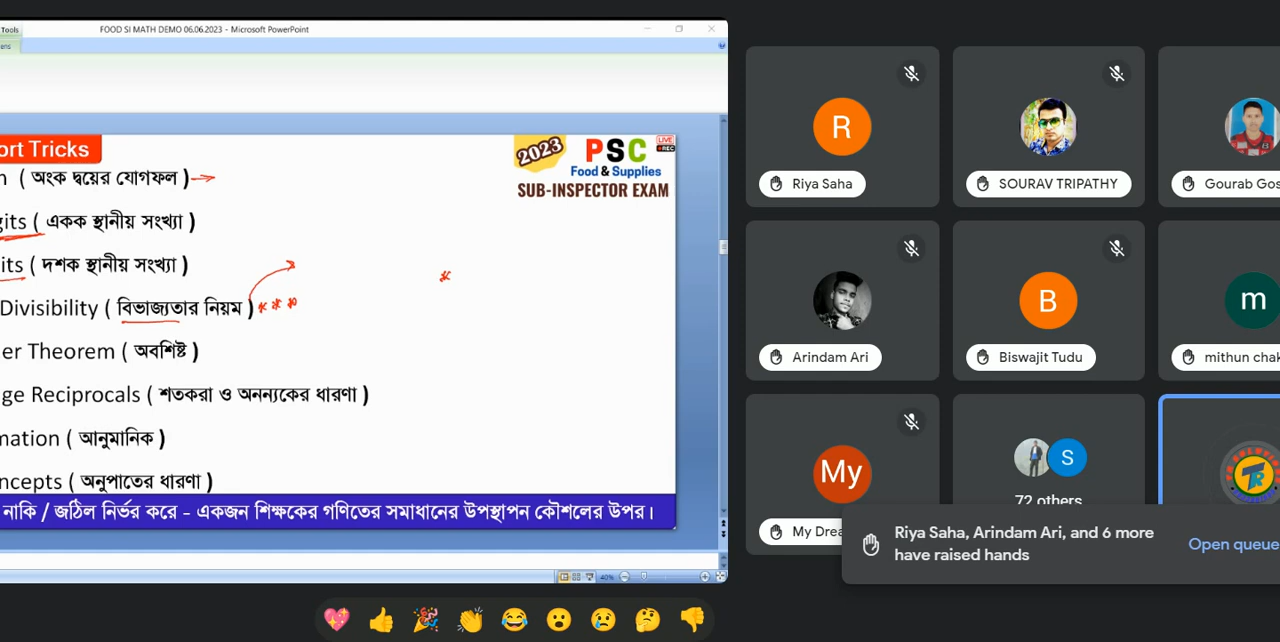 Tools
FOOD SI MATH DEMO 06.06.2023 - Microsoft PowerPoint
ort Tricks
2023 PSC LIVE REC
Food & Supplies
SUB-INSPECTOR EXAM
n ( অংক দ্বয়ের যোগফল )
gits ( একক স্থানীয় সংখ্যা )
its ( দশক স্থানীয় সংখ্যা )
Divisibility ( বিভাজ্যতার নিয়ম )
er Theorem ( অবশিষ্ট )
ge Reciprocals ( শতকরা ও অনন্যকের ধারণা )
mation ( আনুমানিক )
ncepts ( অনুপাতের ধারণা )
নাকি / জঠিল নির্ভর করে - একজন শিক্ষকের গণিতের সমাধানের উপস্থাপন কৌশলের উপর।
40%
R
Riya Saha
SOURAV TRIPATHY
Gourab Gos
Arindam Ari
B
Biswajit Tudu
m
mithun chak
My
My Drea
S
72 others
TR
Riya Saha, Arindam Ari, and 6 more
have raised hands
Open queue